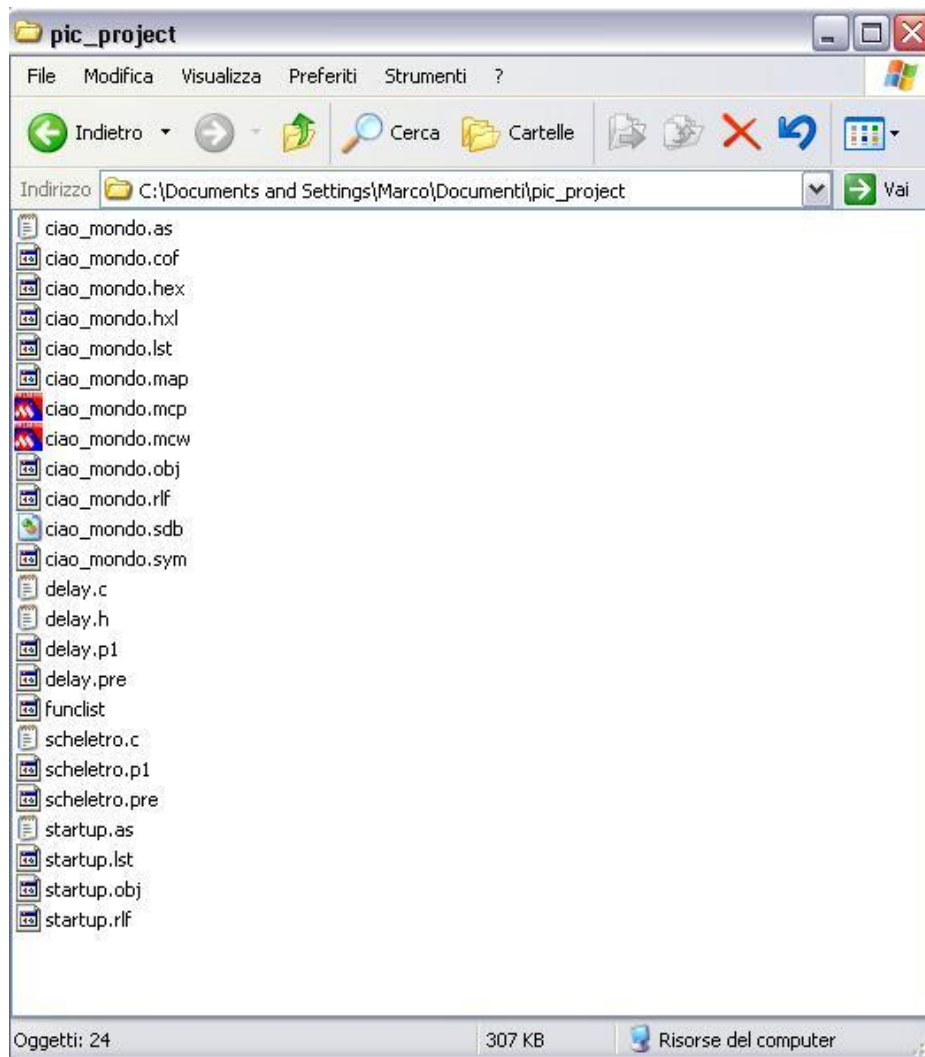 pic_project
File Modifica Visualizza Preferiti Strumenti ?
Indietro Cerca Cartelle
Indirizzo C:\Documents and Settings\Marco\Documenti\pic_project Vai
ciao_mondo.as
ciao_mondo.cof
ciao_mondo.hex
ciao_mondo.hxl
ciao_mondo.lst
ciao_mondo.map
ciao_mondo.mcp
ciao_mondo.mcw
ciao_mondo.obj
ciao_mondo.rlf
ciao_mondo.sdb
ciao_mondo.sym
delay.c
delay.h
delay.p1
delay.pre
funclist
scheletro.c
scheletro.p1
scheletro.pre
startup.as
startup.lst
startup.obj
startup.rlf
Oggetti: 24 307 KB Risorse del computer